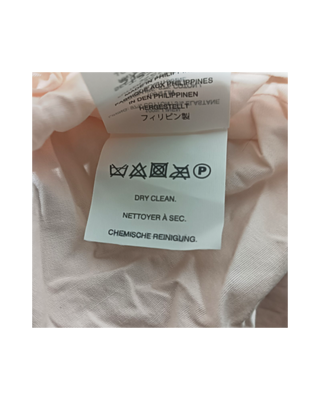 FABRIQUÉ AUX PHILIPPINES
IN DEN PHILIPPINEN
HERGESTELLT
フィリピン製
P
DRY CLEAN.
NETTOYER À SEC.
CHEMISCHE REINIGUNG.